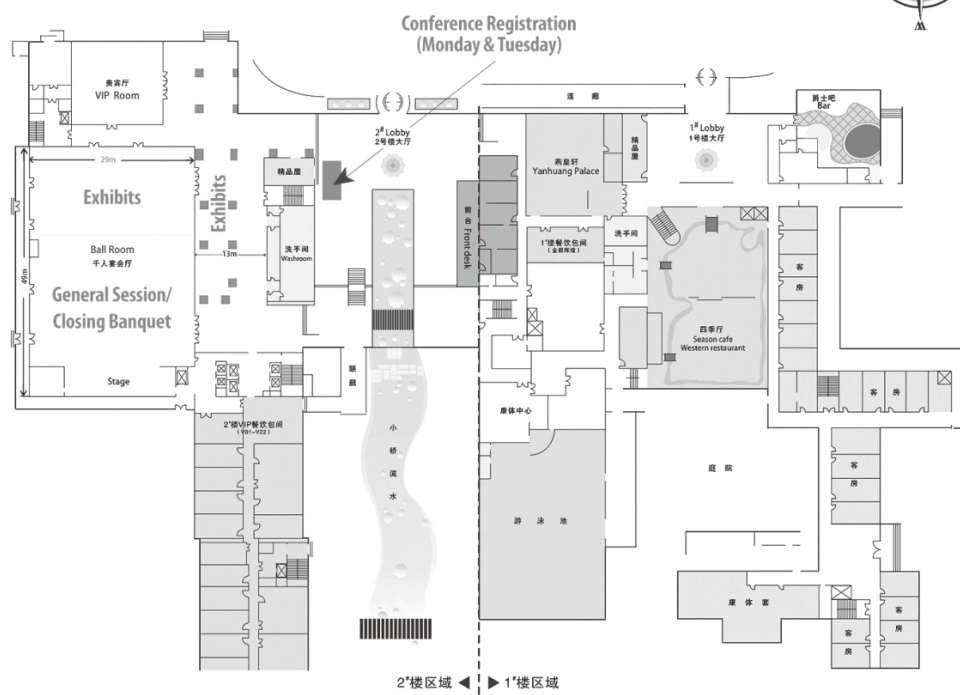 Conference Registration
(Monday & Tuesday)
贵宾厅
VIP Room
连廊
爵士吧
Bar
2# Lobby
2号楼大厅
1# Lobby
1号楼大厅
精品屋
燕皇轩
Yanhuang Palace
29m
精品屋
Exhibits
Exhibits
前台 Front desk
洗手间
1#楼餐饮包间
Ball Room
千人宴会厅
洗手间
Washroom
13m
49m
客房
General Session/
Closing Banquet
四季厅
Season cafe
Western restaurant
Stage
联廊
客房
康体中心
2#楼VIP餐饮包间
(V01-V22)
小桥流水
庭院
客房
游泳池
康体套
客房
客房
2#楼区域
1#楼区域